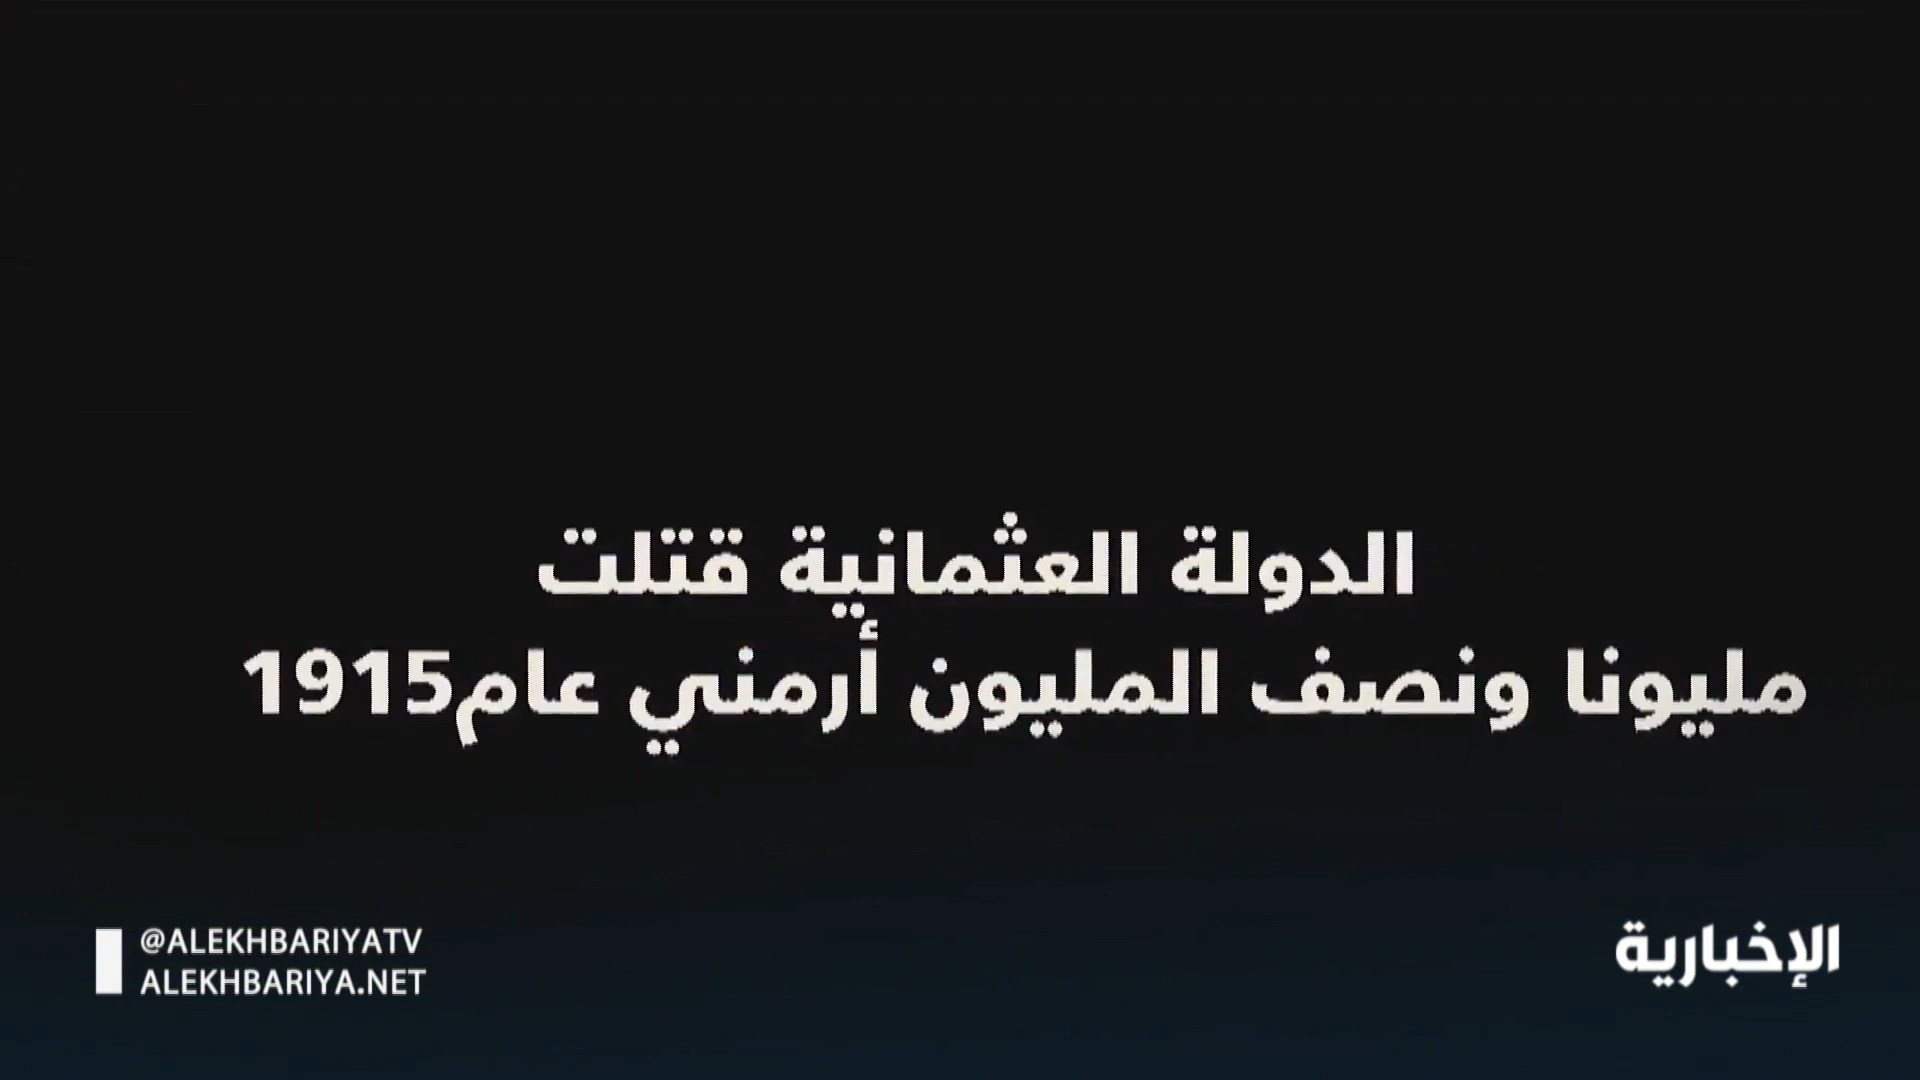 الدولة العثمانية قتلت
مليونا ونصف المليون أرمني عام1915
@ALEKHBARIYATV
ALEKHBARIYA.NET
الإخبارية